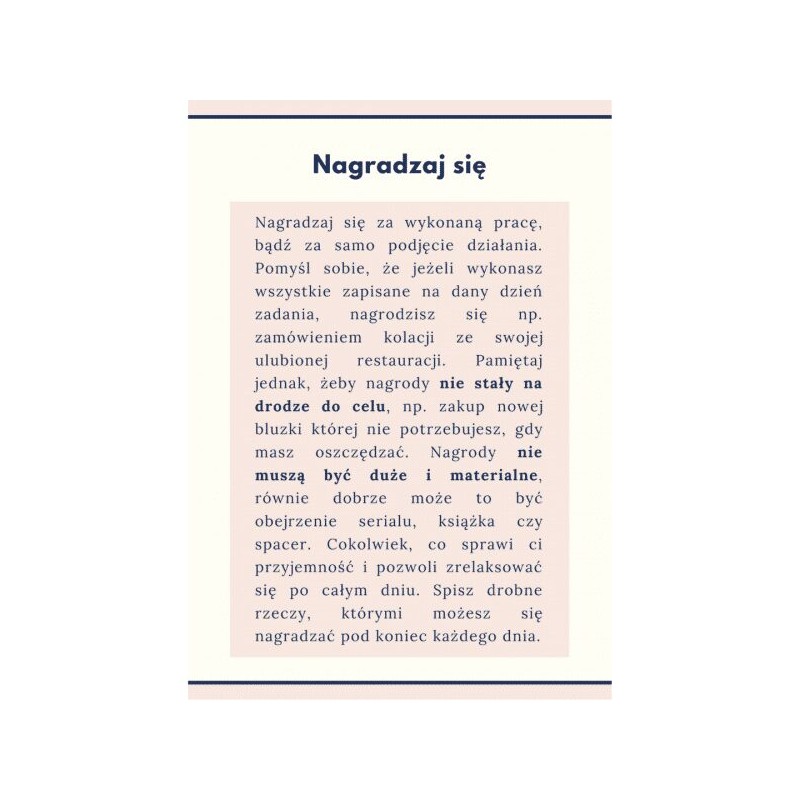 Nagradzaj się
Nagradzaj się za wykonaną pracę,
bądź za samo podjęcie działania.
Pomyśl sobie, że jeżeli wykonasz
wszystkie zapisane na dany dzień
zadania, nagrodzisz się np.
zamówieniem kolacji ze swojej
ulubionej restauracji. Pamiętaj
jednak, żeby nagrody nie stały na
drodze do celu, np. zakup nowej
bluzki której nie potrzebujesz, gdy
masz oszczędzać. Nagrody nie
muszą być duże i materialne,
równie dobrze może to być
obejrzenie serialu, książka czy
spacer. Cokolwiek, co sprawi ci
przyjemność i pozwoli zrelaksować
się po całym dniu. Spisz drobne
rzeczy, którymi możesz się
nagradzać pod koniec każdego dnia.